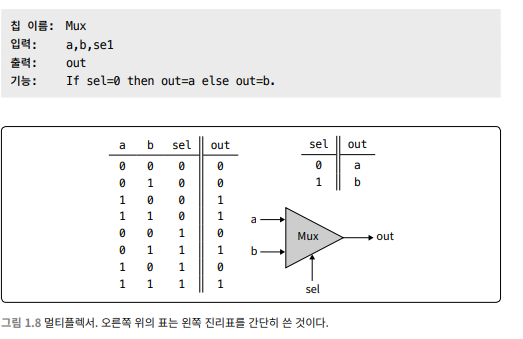 칩 이름: Mux
입력: a,b,se1
출력: out
기능: If sel=0 then out=a else out=b.
a b sel out
0 0 0 0
0 1 0 0
1 0 0 1
1 1 0 1
0 0 1 0
0 1 1 1
1 0 1 0
1 1 1 1
sel out
0 a
1 b
a
b
Mux
out
sel
그림 1.8 멀티플렉서. 오른쪽 위의 표는 왼쪽 진리표를 간단히 쓴 것이다.